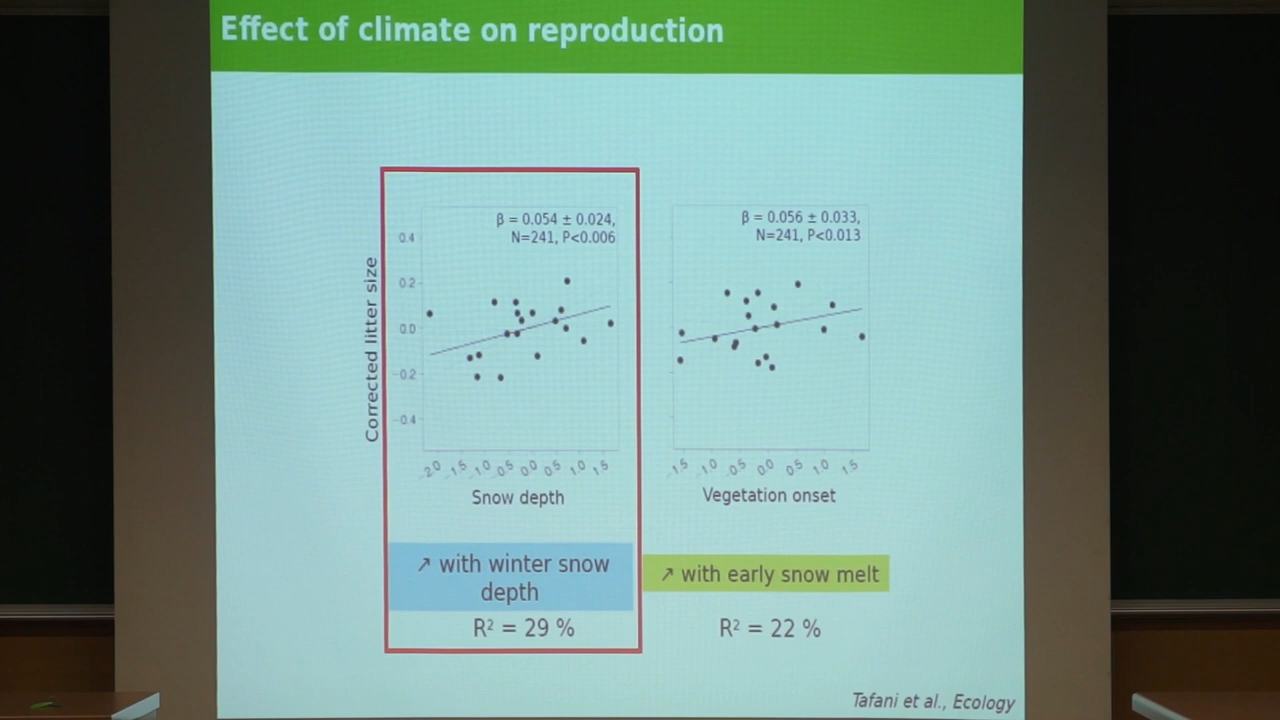 Effect of climate on reproduction
β = 0.054 ± 0.024,
N=241, P<0.006
Corrected litter size
0.4
0.2
0.0
-0.2
-0.4
-2.0 -1.5 -1.0 -0.5 0.0 0.5 1.0 1.5
Snow depth
↗ with winter snow
depth
R² = 29 %
β = 0.056 ± 0.033,
N=241, P<0.013
-1.5 -1.0 -0.5 0.0 0.5 1.0 1.5
Vegetation onset
↗ with early snow melt
R² = 22 %
Tafani et al., Ecology